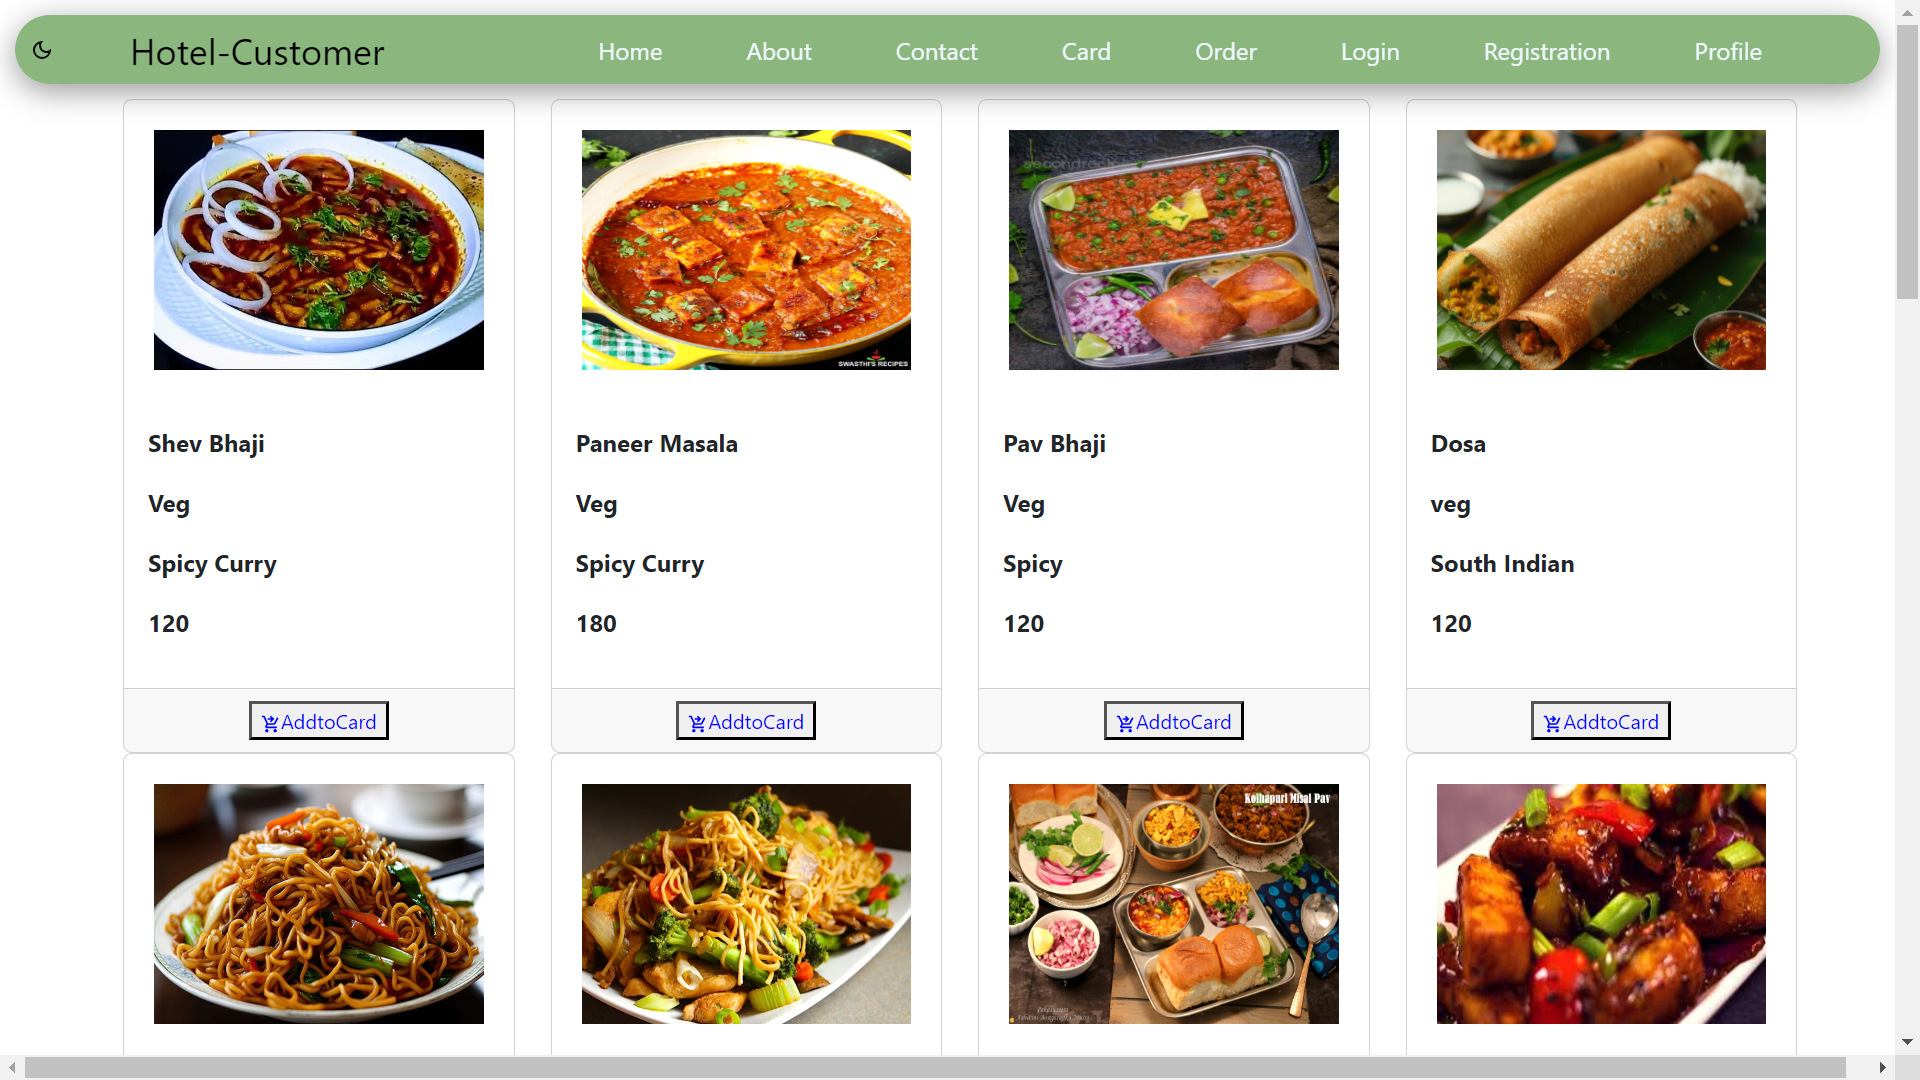 Hotel-Customer Home About Contact Card Order Login Registration Profile
SWASTHI'S RECIPES
Shev Bhaji
Veg
Spicy Curry
120
AddtoCard
Paneer Masala
Veg
Spicy Curry
180
AddtoCard
Pav Bhaji
Veg
Spicy
120
AddtoCard
Dosa
veg
South Indian
120
AddtoCard
Kolhapuri Misal Pav